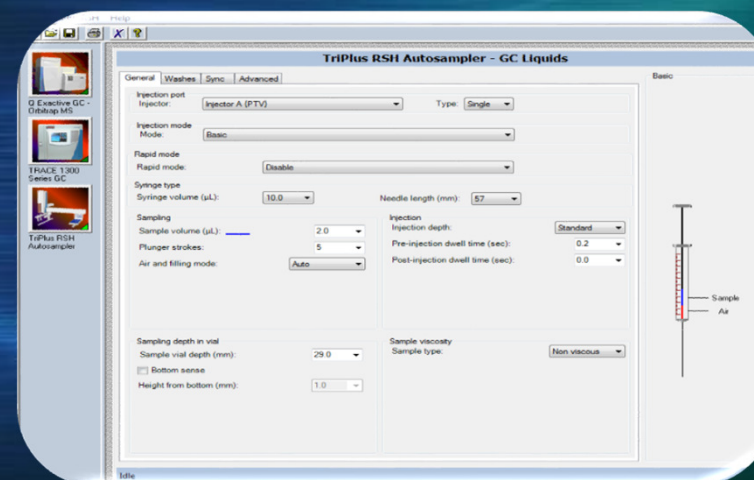 Help
TriPlus RSH Autosampler - GC Liquids
Q Exactive GC -
Orbitrap MS
TRACE 1300
Series GC
TriPlus RSH
Autosampler
General Washes Sync Advanced
Injection port
Injector: Injector A (PTV) Type: Single
Injection mode
Mode: Basic
Rapid mode
Rapid mode: Disable
Syringe type
Syringe volume (µL): 10.0 Needle length (mm): 57
Sampling
Sample volume (µL): 2.0
Plunger strokes: 5
Air and filling mode: Auto
Injection
Injection depth: Standard
Pre-injection dwell time (sec): 0.2
Post-injection dwell time (sec): 0.0
Sampling depth in vial
Sample vial depth (mm): 29.0
Bottom sense
Height from bottom (mm): 1.0
Sample viscosity
Sample type: Non viscous
Basic
Sample
Air
Idle